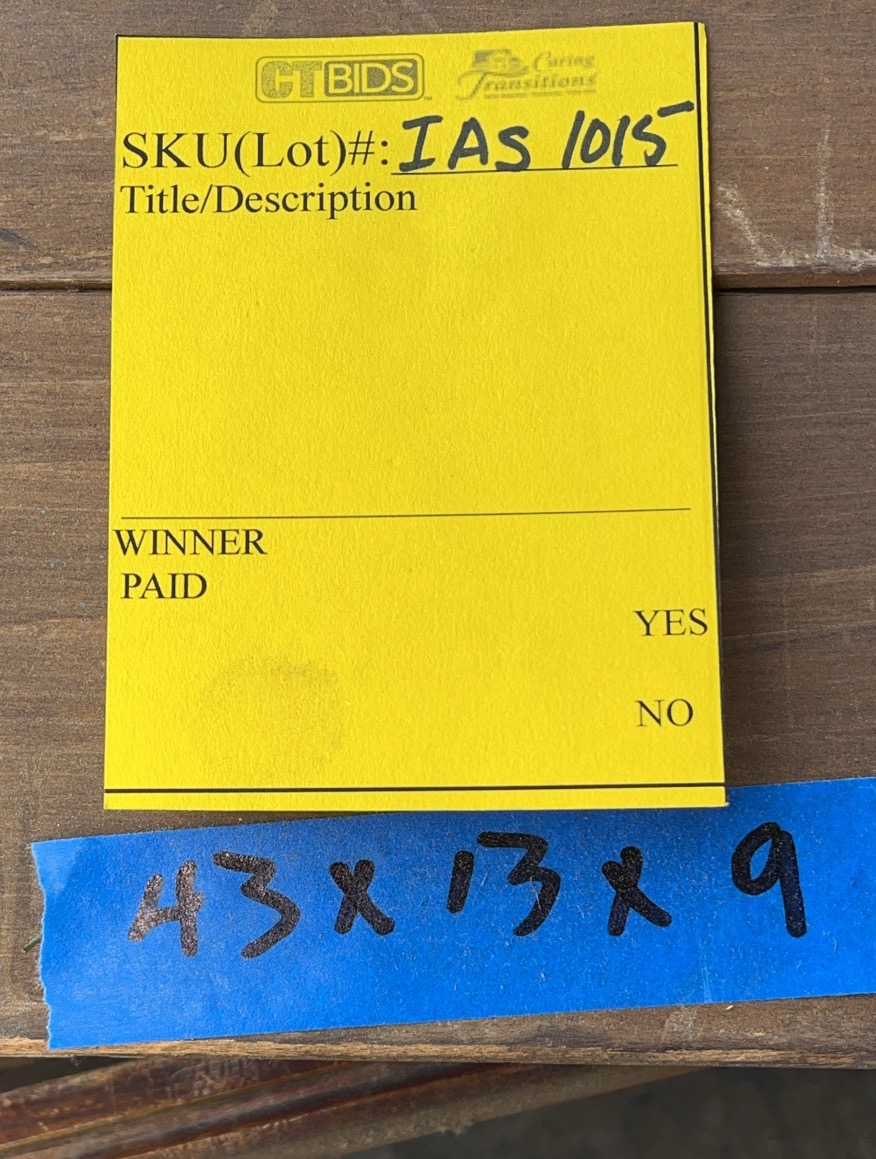 CTBIDS Caring Transitions
SKU(Lot)#: IAS 1015
Title/Description
WINNER
PAID
YES
NO
43 x 13 x 9